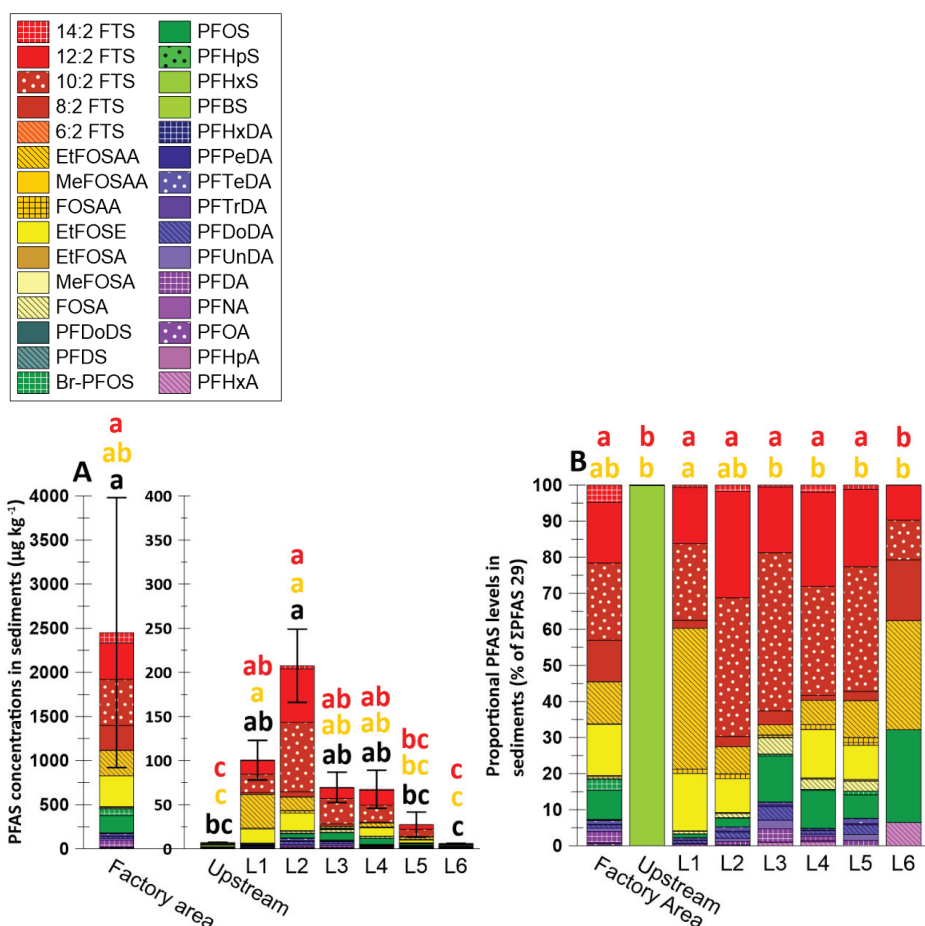 14:2 FTS
12:2 FTS
10:2 FTS
8:2 FTS
6:2 FTS
EtFOSAA
MeFOSAA
FOSAA
EtFOSE
EtFOSA
MeFOSA
FOSA
PFDoDS
PFDS
Br-PFOS
PFOS
PFHpS
PFHxS
PFBS
PFHxDA
PFPeDA
PFTeDA
PFTrDA
PFDoDA
PFUnDA
PFDA
PFNA
PFOA
PFHpA
PFHxA
A
PFAS concentrations in sediments (µg kg⁻¹)
4000
3500
3000
2500
2000
1500
1000
500
0
a
ab
a
400
350
300
250
200
150
100
50
0
c
c
bc
ab
a
ab
a
a
a
ab
ab
ab
ab
ab
ab
bc
bc
bc
c
c
c
Factory area
Upstream
L1
L2
L3
L4
L5
L6
B
Proportional PFAS levels in
sediments (% of ΣPFAS 29)
a b a a a a a b
ab b a ab b b b b
100
90
80
70
60
50
40
30
20
10
0
Factory Area
Upstream
L1
L2
L3
L4
L5
L6